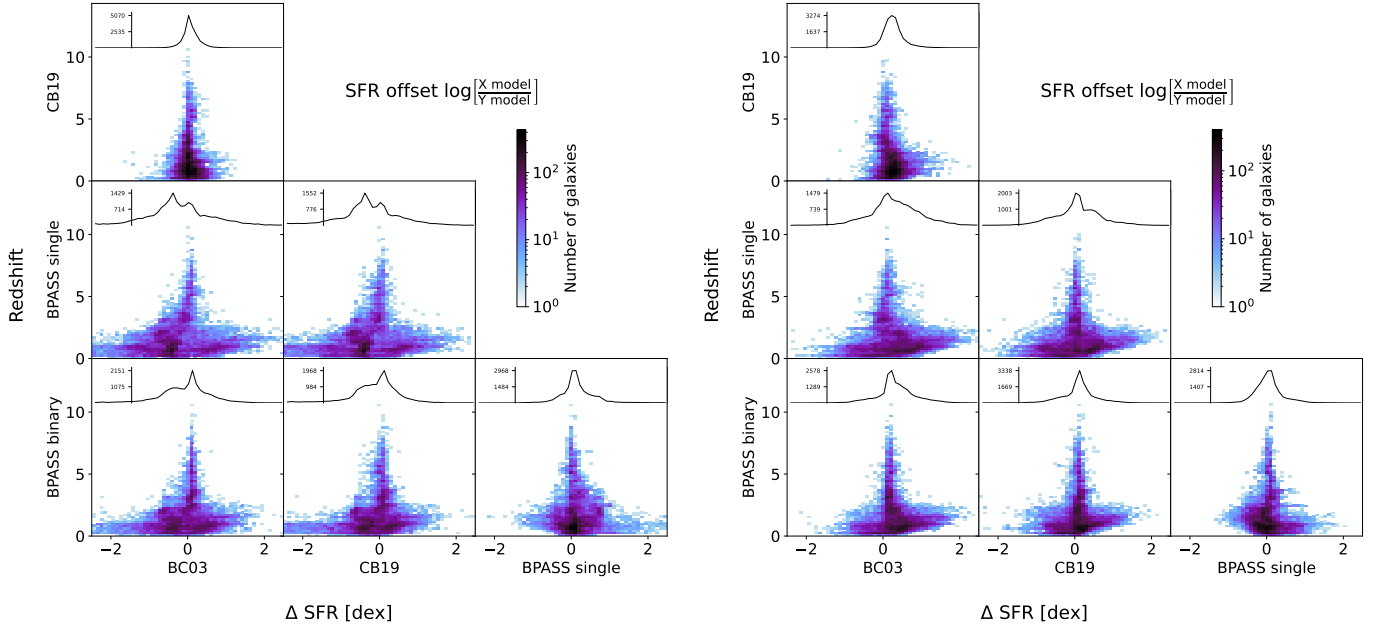 5070
2535
10
5
0
CB19
SFR offset log[X model / Y model]
10²
10¹
10⁰
Number of galaxies
1429
714
1552
776
10
5
0
BPASS single
Redshift
2151
1075
1968
984
2968
1484
10
5
0
BPASS binary
−2 0 2 −2 0 2 −2 0 2
BC03 CB19 BPASS single
Δ SFR [dex]
3274
1637
10
5
0
CB19
SFR offset log[X model / Y model]
10²
10¹
10⁰
Number of galaxies
1479
739
2003
1001
10
5
0
BPASS single
Redshift
2578
1289
3338
1669
2814
1407
10
5
0
BPASS binary
−2 0 2 −2 0 2 −2 0 2
BC03 CB19 BPASS single
Δ SFR [dex]